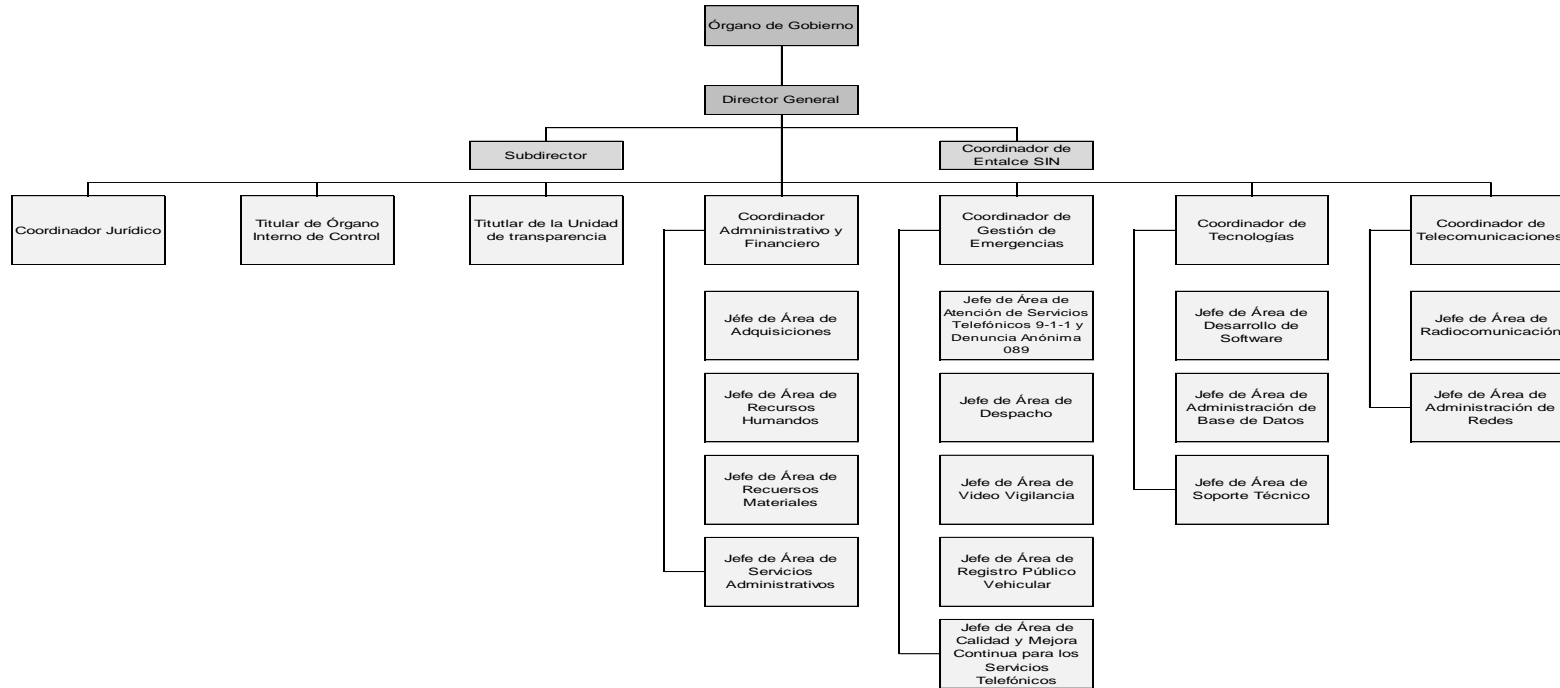 Órgano de Gobierno
Director General
Subdirector
Coordinador de
Entalce SIN
Coordinador Jurídico
Titular de Órgano
Interno de Control
Titutlar de la Unidad
de transparencia
Coordinador
Admninistrativo y
Financiero
Coordinador de
Gestión de
Emergencias
Coordinador de
Tecnologías
Coordinador de
Telecomunicaciones
Jéfe de Área de
Adquisiciones
Jefe de Área de
Atención de Servicios
Telefónicos 9-1-1 y
Denuncia Anónima
089
Jefe de Área de
Desarrollo de
Software
Jefe de Área de
Radiocomunicación
Jefe de Área de
Recursos
Humandos
Jefe de Área de
Despacho
Jefe de Área de
Administración de
Base de Datos
Jefe de Área de
Administración de
Redes
Jefe de Área de
Recuersos
Materiales
Jefe de Área de
Video Vigilancia
Jefe de Área de
Soporte Técnico
Jefe de Área de
Servicios
Administrativos
Jefe de Área de
Registro Público
Vehicular
Jefe de Área de
Calidad y Mejora
Continua para los
Servicios
Telefónicos